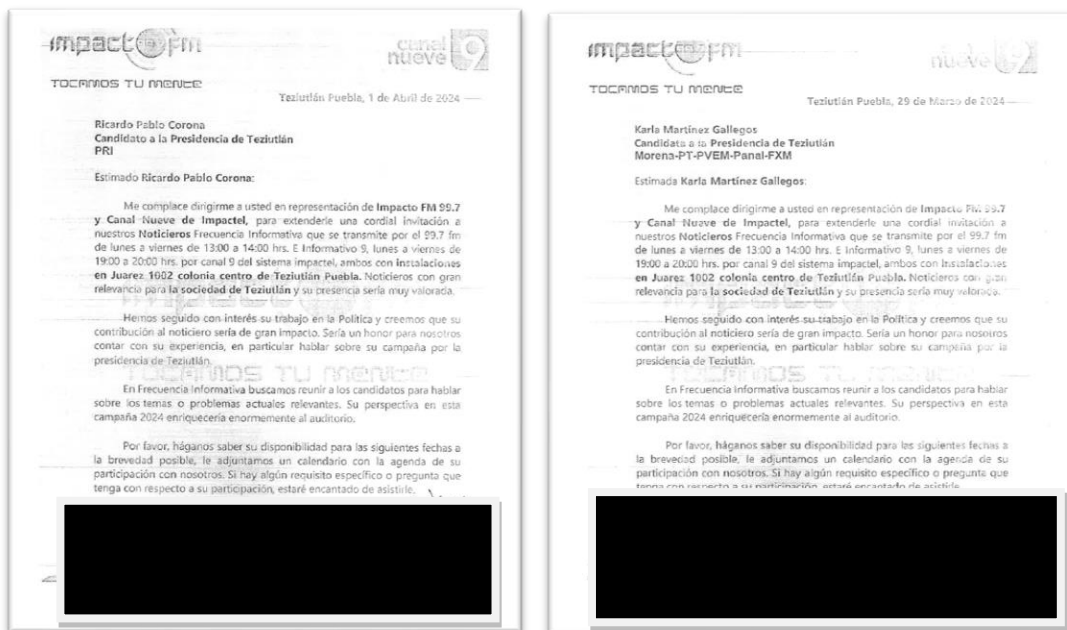 impacto fm
canal nueve 9
TOCAMOS TU mente
Teziutlán Puebla, 1 de Abril de 2024
Ricardo Pablo Corona
Candidato a la Presidencia de Teziutlán
PRI
Estimado Ricardo Pablo Corona:
Me complace dirigirme a usted en representación de Impacto FM 99.7
y Canal Nueve de Impactel, para extenderle una cordial invitación a
nuestros Noticieros Frecuencia Informativa que se transmite por el 99.7 fm
de lunes a viernes de 13:00 a 14:00 hrs. E Informativo 9, lunes a viernes de
19:00 a 20:00 hrs. por canal 9 del sistema impactel, ambos con instalaciones
en Juarez 1002 colonia centro de Teziutlán Puebla. Noticieros con gran
relevancia para la sociedad de Teziutlán y su presencia sería muy valorada.
Hemos seguido con interés su trabajo en la Política y creemos que su
contribución al noticiero sería de gran impacto. Sería un honor para nosotros
contar con su experiencia, en particular hablar sobre su campaña por la
presidencia de Teziutlán.
TOCAMOS TU mente
En Frecuencia Informativa buscamos reunir a los candidatos para hablar
sobre los temas o problemas actuales relevantes. Su perspectiva en esta
campaña 2024 enriquecería enormemente al auditorio.
Por favor, háganos saber su disponibilidad para las siguientes fechas a
la brevedad posible, le adjuntamos un calendario con la agenda de su
participación con nosotros. Si hay algún requisito específico o pregunta que
tenga con respecto a su participación, estaré encantado de asistirle.
impacto fm
nueve 9
TOCAMOS TU mente
Teziutlán Puebla, 29 de Marzo de 2024
Karla Martínez Gallegos
Candidata a la Presidencia de Teziutlán
Morena-PT-PVEM-Panal-FXM
Estimada Karla Martínez Gallegos:
Me complace dirigirme a usted en representación de Impacto FM 99.7
y Canal Nueve de Impactel, para extenderle una cordial invitación a
nuestros Noticieros Frecuencia Informativa que se transmite por el 99.7 fm
de lunes a viernes de 13:00 a 14:00 hrs. E Informativo 9, lunes a viernes de
19:00 a 20:00 hrs. por canal 9 del sistema impactel, ambos con instalaciones
en Juarez 1002 colonia centro de Teziutlán Puebla. Noticieros con gran
relevancia para la sociedad de Teziutlán y su presencia sería muy valorada.
Hemos seguido con interés su trabajo en la Política y creemos que su
contribución al noticiero sería de gran impacto. Sería un honor para nosotros
contar con su experiencia, en particular hablar sobre su campaña por la
presidencia de Teziutlán.
TOCAMOS TU mente
En Frecuencia Informativa buscamos reunir a los candidatos para hablar
sobre los temas o problemas actuales relevantes. Su perspectiva en esta
campaña 2024 enriquecería enormemente al auditorio.
Por favor, háganos saber su disponibilidad para las siguientes fechas a
la brevedad posible, le adjuntamos un calendario con la agenda de su
participación con nosotros. Si hay algún requisito específico o pregunta que
tenga con respecto a su participación, estaré encantado de asistirle.